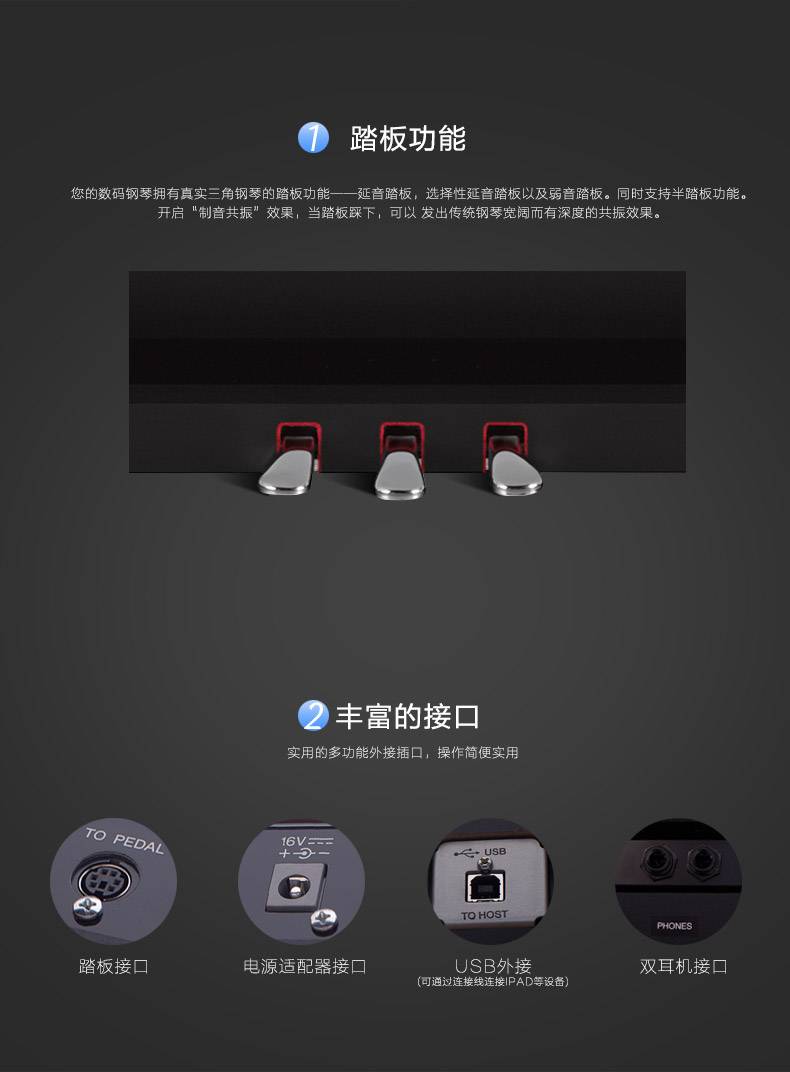 1 踏板功能
您的数码钢琴拥有真实三角钢琴的踏板功能——延音踏板，选择性延音踏板以及弱音踏板。同时支持半踏板功能。
开启“制音共振”效果，当踏板踩下，可以 发出传统钢琴宽阔而有深度的共振效果。
2 丰富的接口
实用的多功能外接插口，操作简便实用
TO PEDAL
16V
USB
TO HOST
PHONES
踏板接口
电源适配器接口
USB外接
双耳机接口
(可通过连接线连接IPAD等设备)